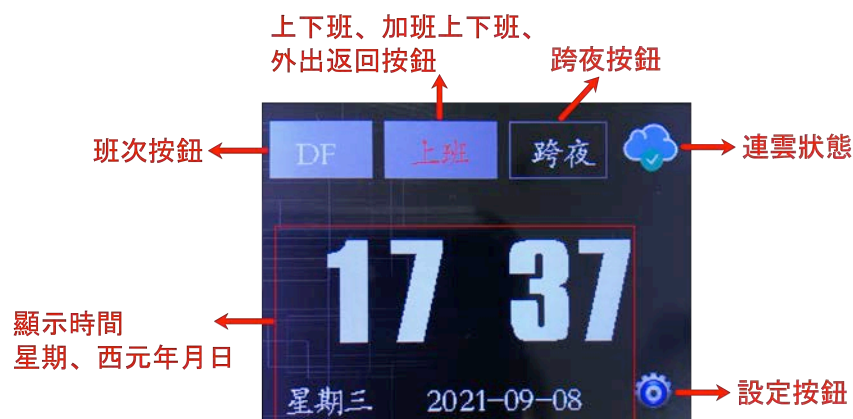 上下班、加班上下班、
外出返回按鈕
跨夜按鈕
班次按鈕
DF
上班
跨夜
連雲狀態
17 37
顯示時間
星期、西元年月日
星期三
2021-09-08
設定按鈕